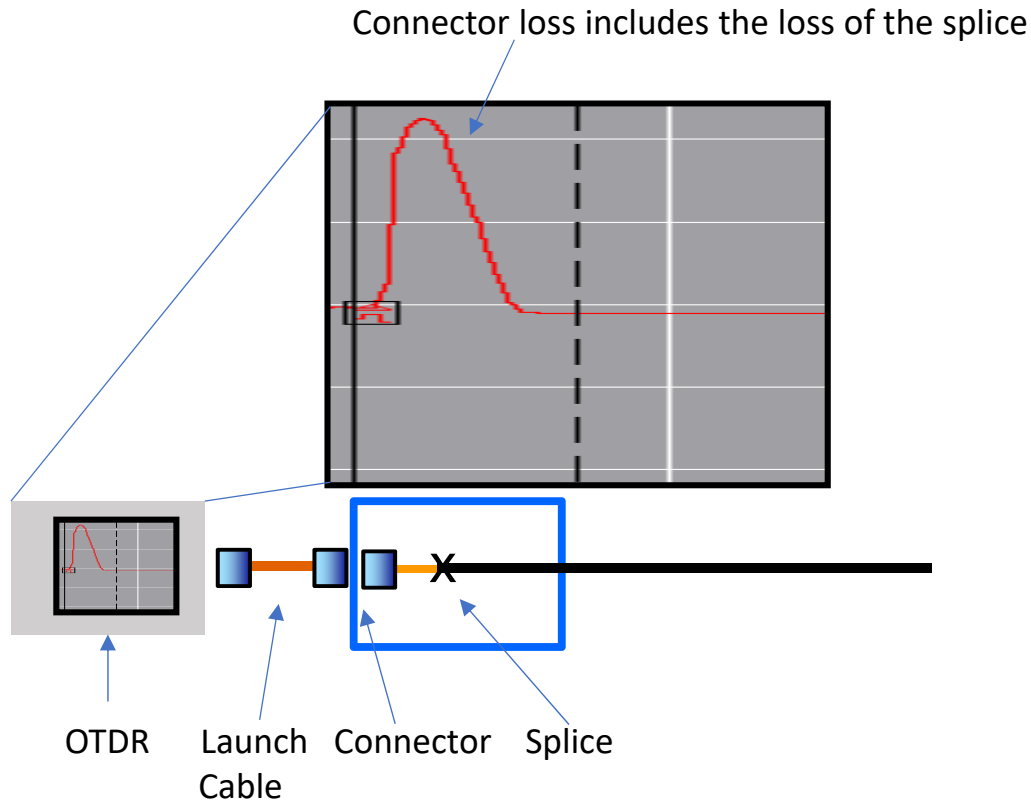 Connector loss includes the loss of the splice
X
OTDR
Launch
Cable
Connector
Splice